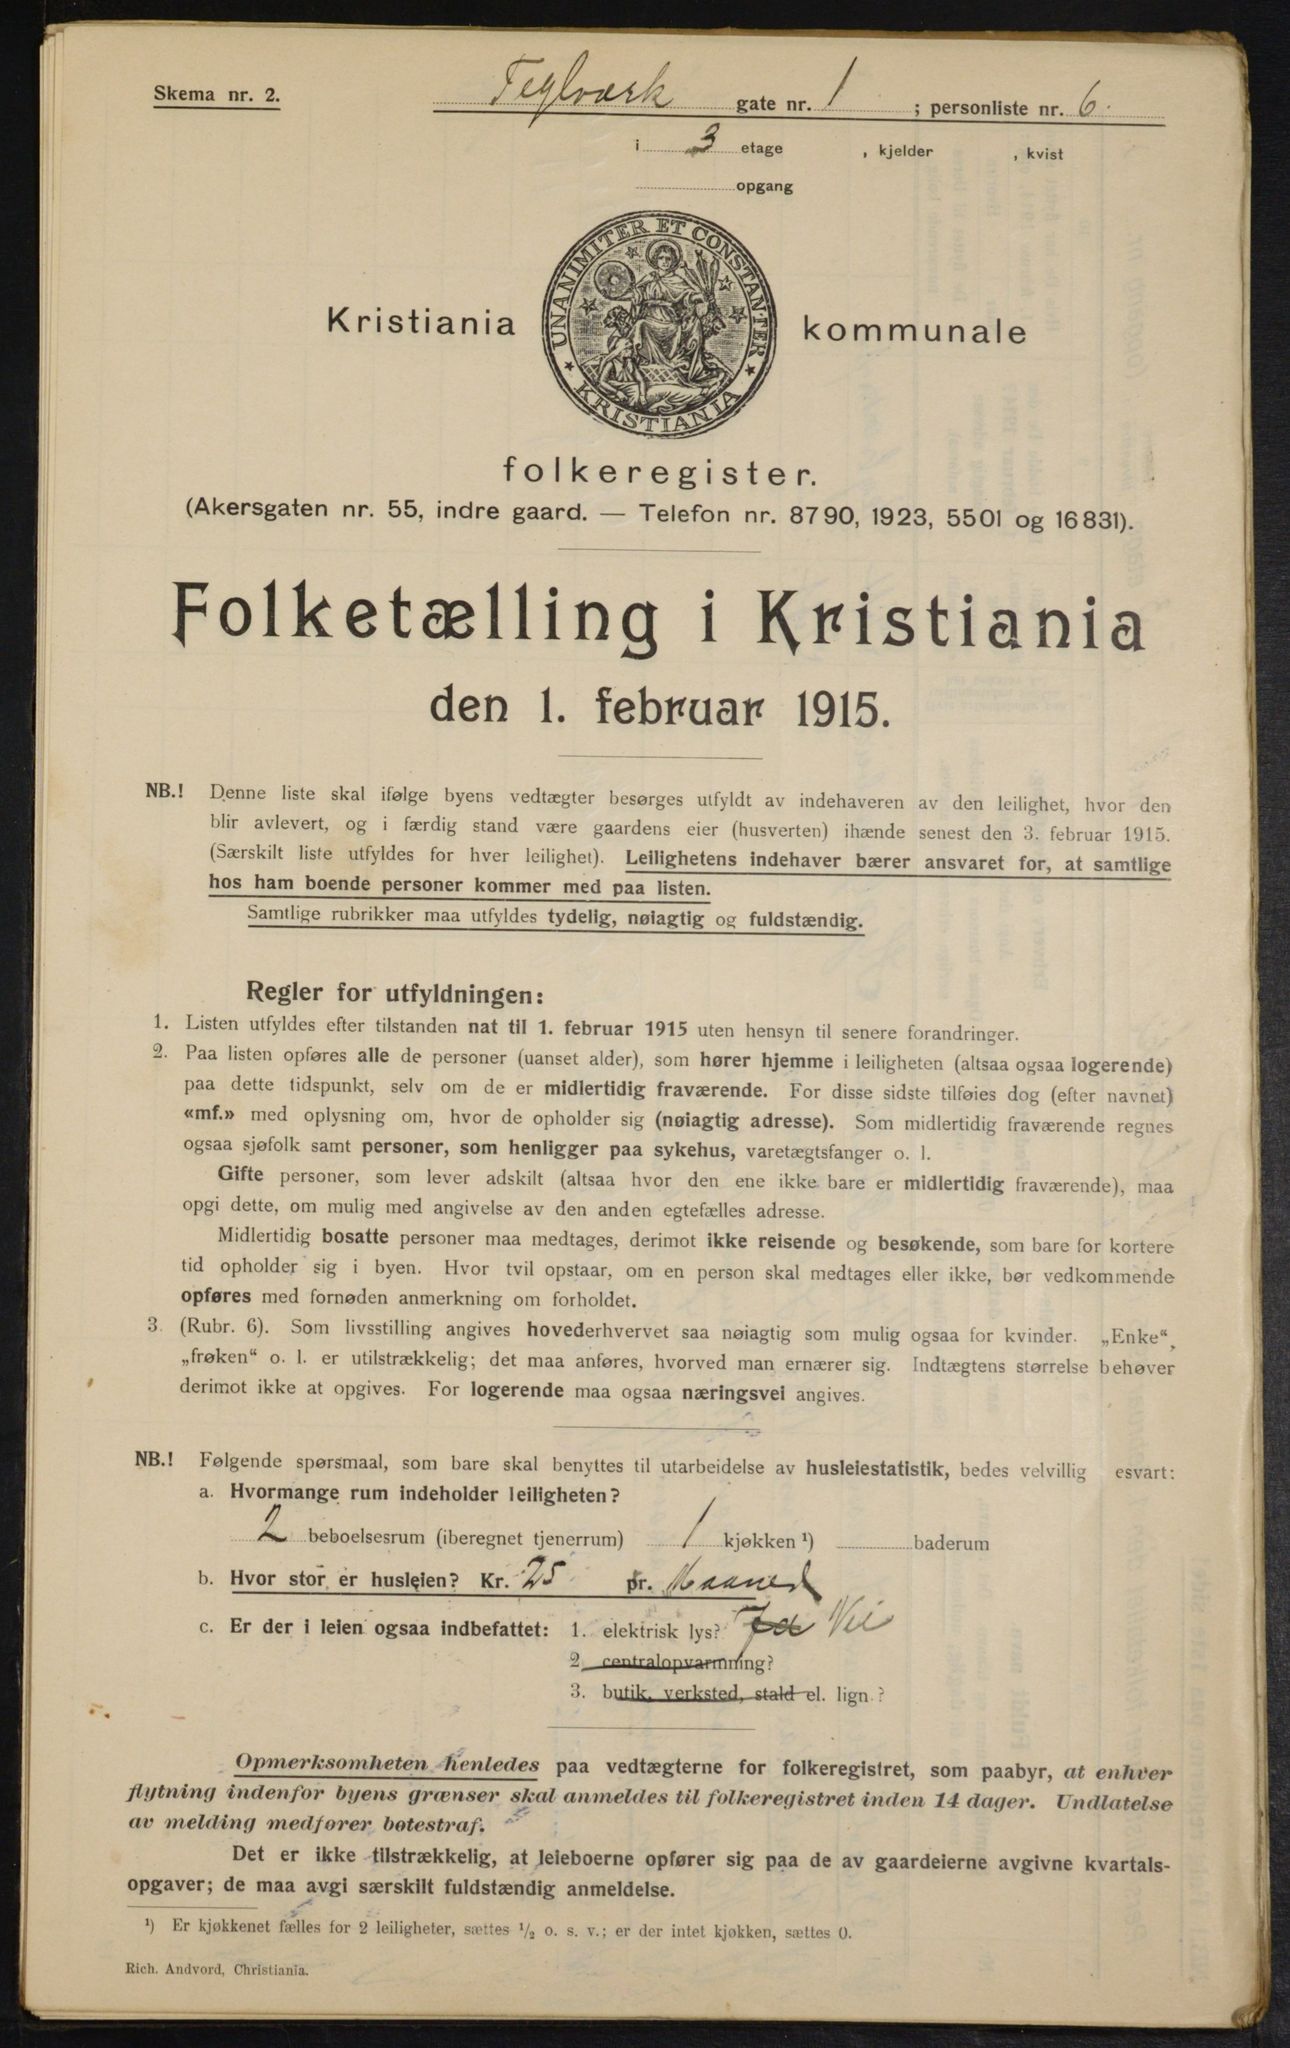 Skema nr. 2.
Teglværk gate nr. 1 ; personliste nr. 6.
i 3 etage , kjelder , kvist
opgang
UNANIMITER ET CONSTANTER
KRISTIANIA
Kristiania kommunale
folkeregister.
(Akersgaten nr. 55, indre gaard. — Telefon nr. 8790, 1923, 5501 og 16831).
Folketælling i Kristiania
den 1. februar 1915.
NB.! Denne liste skal ifølge byens vedtægter besørges utfyldt av indehaveren av den leilighet, hvor den
blir avlevert, og i færdig stand være gaardens eier (husverten) ihænde senest den 3. februar 1915.
(Særskilt liste utfyldes for hver leilighet). Leilighetens indehaver bærer ansvaret for, at samtlige
hos ham boende personer kommer med paa listen.
Samtlige rubrikker maa utfyldes tydelig, nøiagtig og fuldstændig.
Regler for utfyldningen:
1. Listen utfyldes efter tilstanden nat til 1. februar 1915 uten hensyn til senere forandringer.
2. Paa listen opføres alle de personer (uanset alder), som hører hjemme i leiligheten (altsaa ogsaa logerende)
paa dette tidspunkt, selv om de er midlertidig fraværende. For disse sidste tilføies dog (efter navnet)
«mf.» med oplysning om, hvor de opholder sig (nøiagtig adresse). Som midlertidig fraværende regnes
ogsaa sjøfolk samt personer, som henligger paa sykehus, varetægtsfanger o. l.
Gifte personer, som lever adskilt (altsaa hvor den ene ikke bare er midlertidig fraværende), maa
opgi dette, om mulig med angivelse av den anden egtefælles adresse.
Midlertidig bosatte personer maa medtages, derimot ikke reisende og besøkende, som bare for kortere
tid opholder sig i byen. Hvor tvil opstaar, om en person skal medtages eller ikke, bør vedkommende
opføres med fornøden anmerkning om forholdet.
3. (Rubr. 6). Som livsstilling angives hovederhvervet saa nøiagtig som mulig ogsaa for kvinder. „Enke“,
„frøken“ o. l. er utilstrækkelig; det maa anføres, hvorved man ernærer sig. Indtægtens størrelse behøver
derimot ikke at opgives. For logerende maa ogsaa næringsvei angives.
NB.! Følgende spørsmaal, som bare skal benyttes til utarbeidelse av husleiestatistik, bedes velvillig esvart:
a. Hvormange rum indeholder leiligheten?
2 beboelsesrum (iberegnet tjenerrum) 1 kjøkken ¹) baderum
b. Hvor stor er husleien? Kr. 25 pr. Maaned
c. Er der i leien ogsaa indbefattet: 1. elektrisk lys? Ja Nei
2. centralopvarmning?
3. butik, verksted, stald el. lign.?
Opmerksomheten henledes paa vedtægterne for folkeregistret, som paabyr, at enhver
flytning indenfor byens grænser skal anmeldes til folkeregistret inden 14 dager. Undlatelse
av melding medfører bøtestraf.
Det er ikke tilstrækkelig, at leieboerne opfører sig paa de av gaardeierne avgivne kvartals-
opgaver; de maa avgi særskilt fuldstændig anmeldelse.
¹) Er kjøkkenet fælles for 2 leiligheter, sættes ½ o. s. v.; er der intet kjøkken, sættes 0.
Rich. Andvord, Christiania.